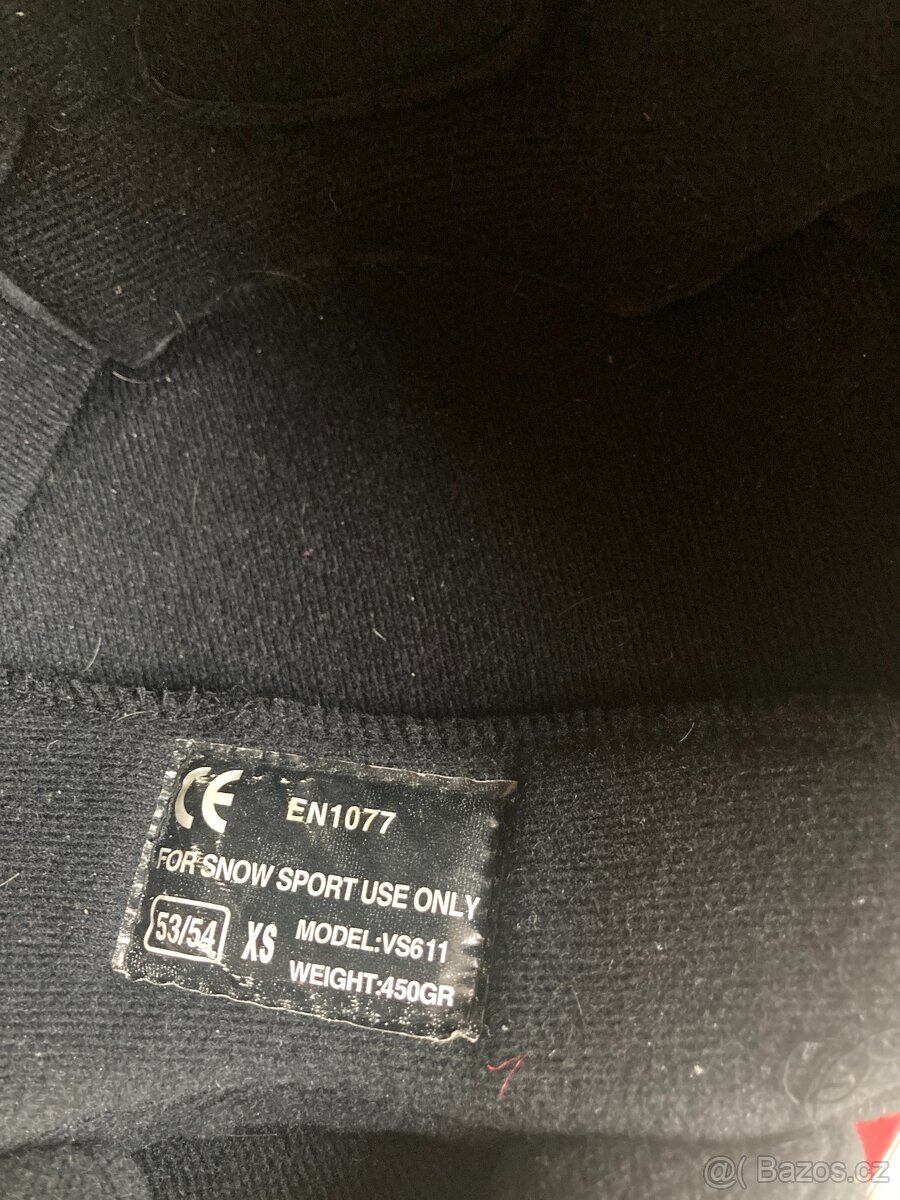 CE EN1077
FOR SNOW SPORT USE ONLY
53/54 XS MODEL:VS611
WEIGHT:450GR
Bazos.cz